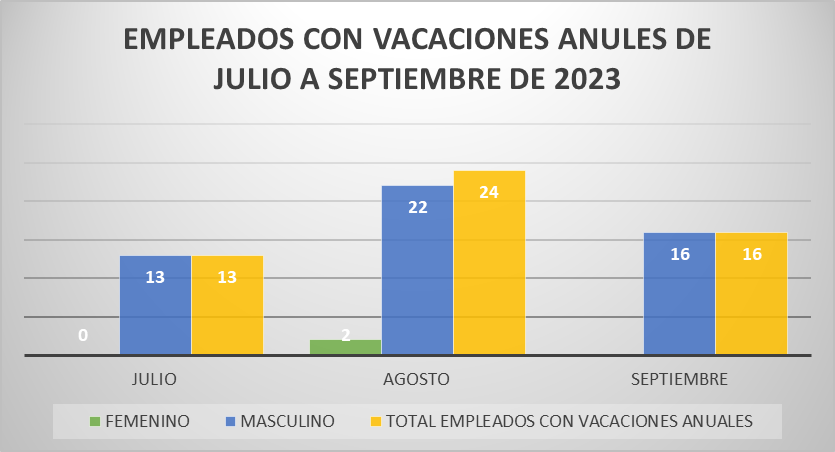 EMPLEADOS CON VACACIONES ANULES DE
JULIO A SEPTIEMBRE DE 2023
0
13
13
2
22
24
16
16
JULIO
AGOSTO
SEPTIEMBRE
FEMENINO
MASCULINO
TOTAL EMPLEADOS CON VACACIONES ANUALES